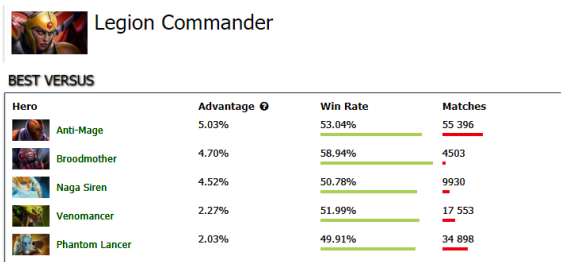 Legion Commander
BEST VERSUS
Hero Advantage ? Win Rate Matches
Anti-Mage 5.03% 53.04% 55 396
Broodmother 4.70% 58.94% 4503
Naga Siren 4.52% 50.78% 9930
Venomancer 2.27% 51.99% 17 553
Phantom Lancer 2.03% 49.91% 34 898